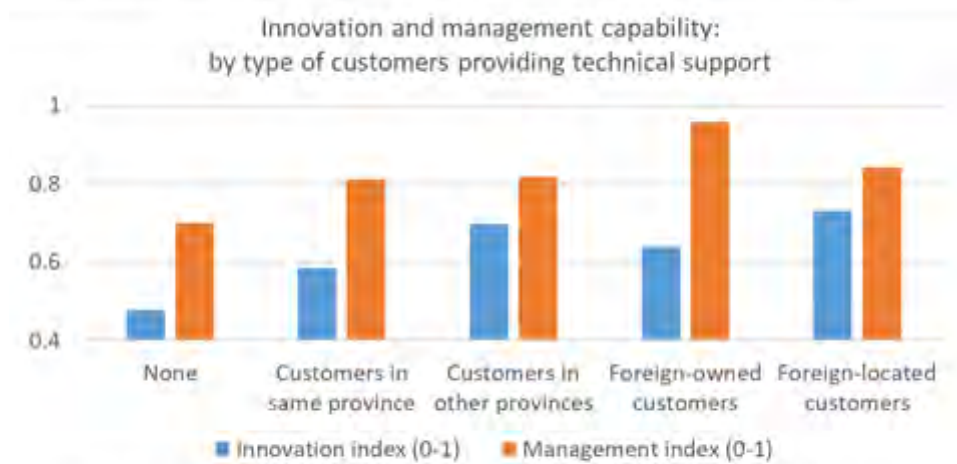 Innovation and management capability:
by type of customers providing technical support
1
0.8
0.6
0.4
None
Customers in
same province
Customers in
other provinces
Foreign-owned
customers
Foreign-located
customers
Innovation index (0-1)
Management index (0-1)